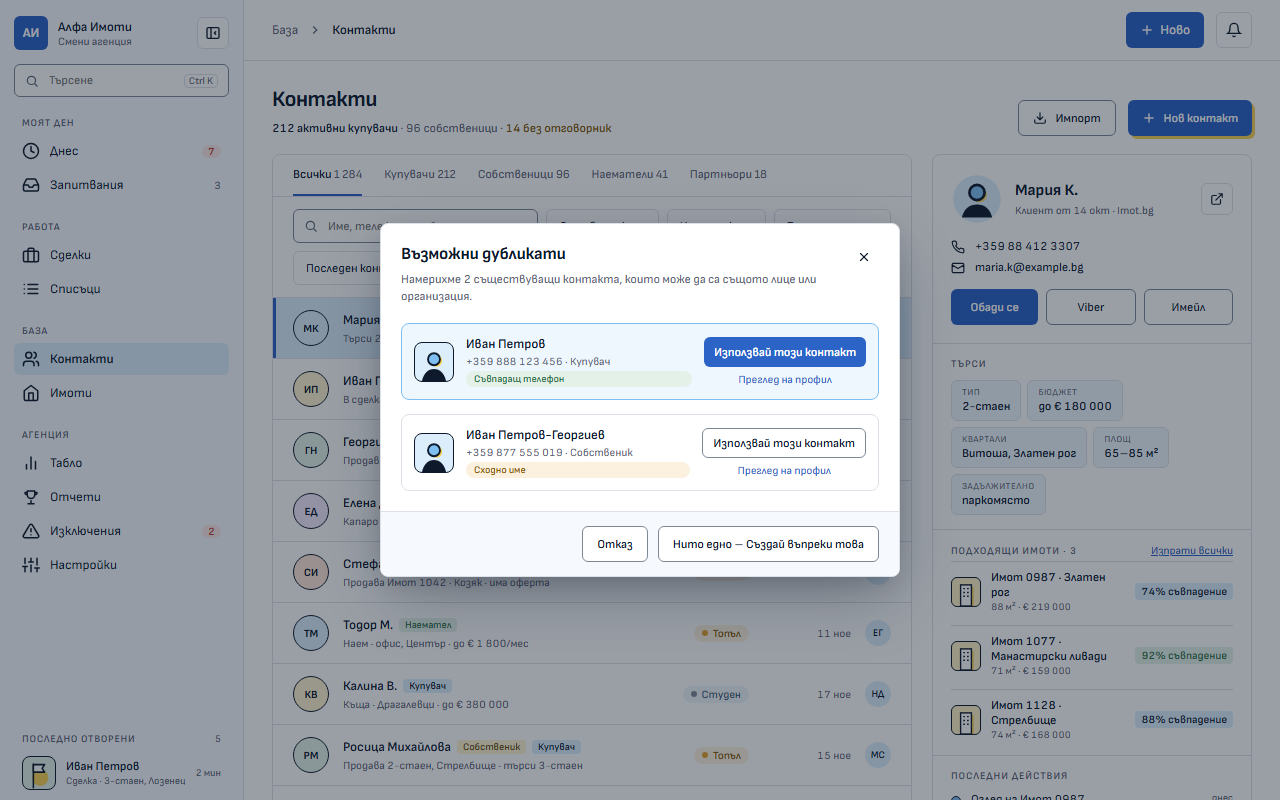 АИ
Алфа Имоти
Смени агенция
Търсене
Ctrl K
МОЯТ ДЕН
Днес
7
Запитвания
3
РАБОТА
Сделки
Списъци
БАЗА
Контакти
Имоти
АГЕНЦИЯ
Табло
Отчети
Изключения
2
Настройки
ПОСЛЕДНО ОТВОРЕНИ
5
Иван Петров
Сделка · 3-стаен, Лозенец
2 мин
База
Контакти
Ново
Контакти
212 активни купувачи · 96 собственици · 14 без отговорник
Импорт
Нов контакт
Всички 1 284
Купувачи 212
Собственици 96
Наематели 41
Партньори 18
Име,
Последен
МК
Мария
Търси
ИП
Иван
В
ГН
ЕД
Елена
Капаро
СИ
Продава Имот 1042 · Козяк · има оферта
ТМ
Тодор М.
Наемател
Наем · офис, Център · до € 1 800/мес
Топъл
11 ное
ЕГ
КВ
Калина В.
Купувач
Къща · Драгалевци · до € 380 000
Студен
17 ное
НД
РМ
Росица Михайлова
Собственик
Купувач
Продава 2-стаен, Стрелбище · търси 3-стаен
Топъл
15 ное
МС
Възможни дубликати
Намерихме 2 съществуващи контакта, които може да са същото лице или
организация.
Иван Петров
+359 888 123 456 · Купувач
Съвпадащ телефон
Използвай този контакт
Преглед на профил
Иван Петров-Георгиев
+359 877 555 019 · Собственик
Сходно име
Използвай този контакт
Преглед на профил
Отказ
Нито едно – Създай въпреки това
Мария К.
Клиент от 14 окт · Imot.bg
+359 88 412 3307
maria.k@example.bg
Обади се
Viber
Имейл
ТЪРСИ
ТИП
2-стаен
БЮДЖЕТ
до € 180 000
КВАРТАЛИ
Витоша, Златен рог
ПЛОЩ
65–85 м²
ЗАДЪЛЖИТЕЛНО
паркомясто
ПОДХОДЯЩИ ИМОТИ · 3
Изпрати всички
Имот 0987 · Златен
рог
88 м² · € 219 000
74% съвпадение
Имот 1077 ·
Манастирски ливади
71 м² · € 159 000
92% съвпадение
Имот 1128 ·
Стрелбище
74 м² · € 168 000
88% съвпадение
ПОСЛЕДНИ ДЕЙСТВИЯ
Оглед на Имот 0987
днес